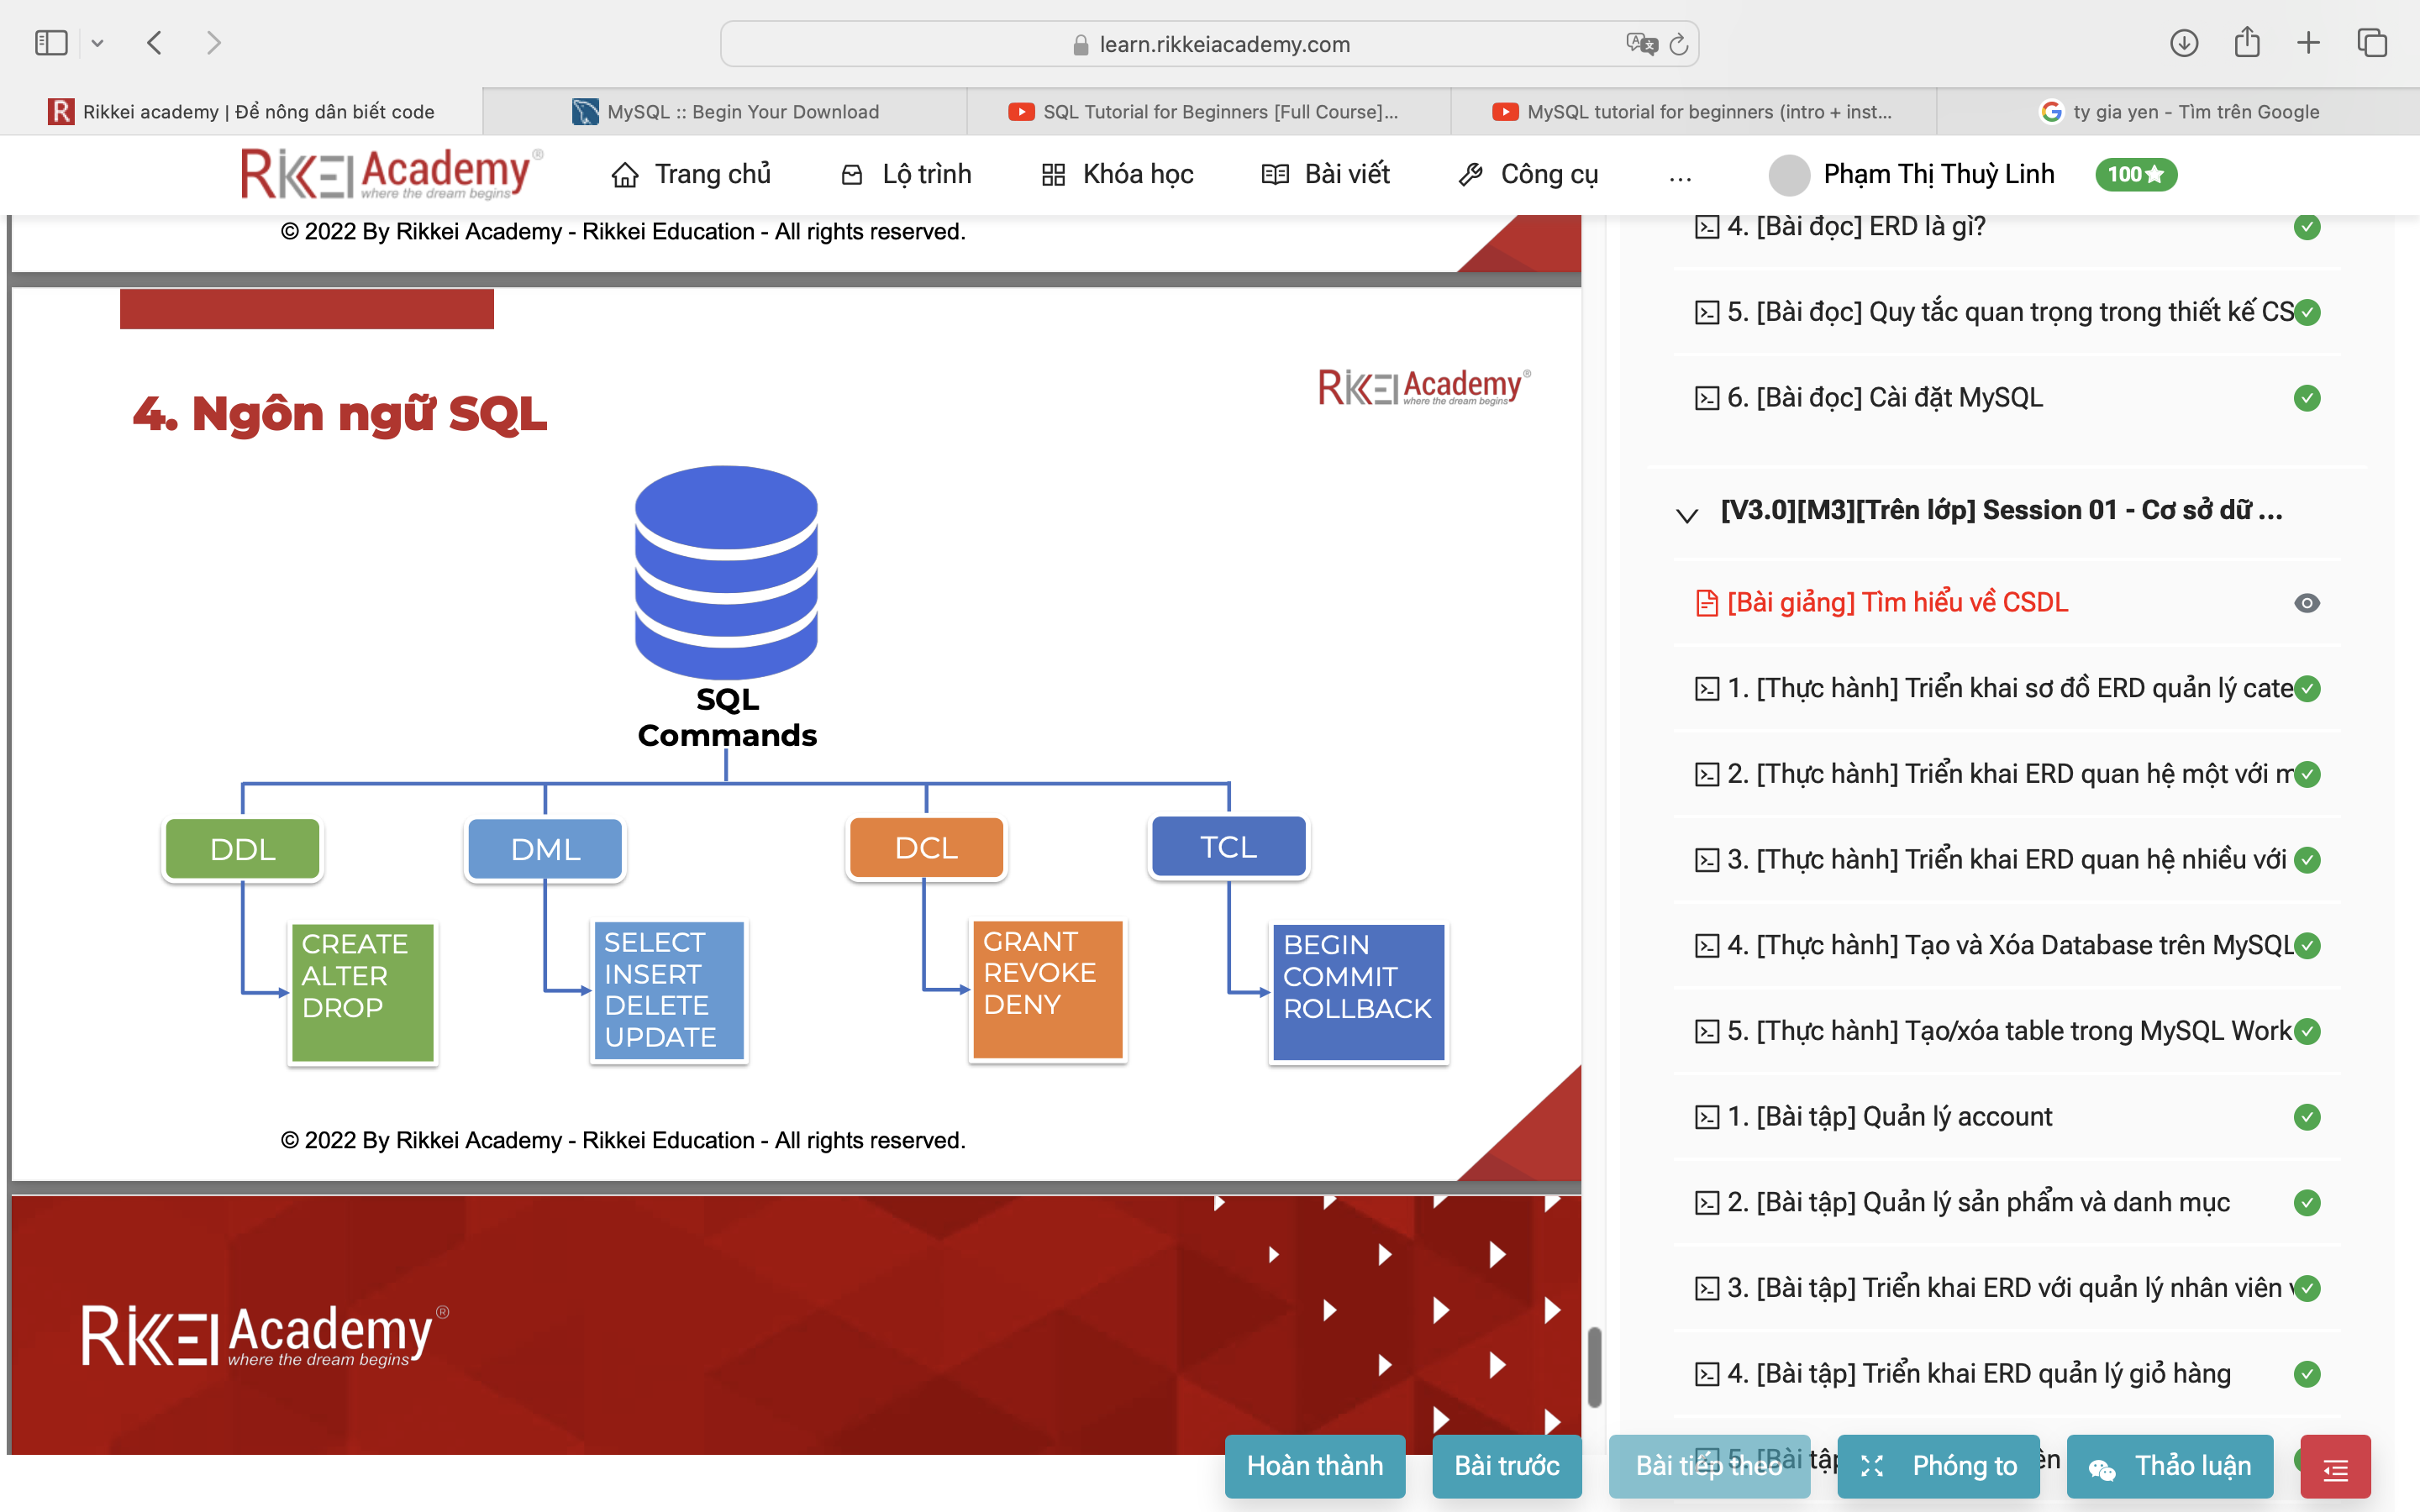 learn.rikkeiacademy.com
Rikkei academy | Để nông dân biết code
MySQL :: Begin Your Download
SQL Tutorial for Beginners [Full Course]...
MySQL tutorial for beginners (intro + inst...
ty gia yen - Tìm trên Google
RIKKEI Academy®
where the dream begins
Trang chủ
Lộ trình
Khóa học
Bài viết
Công cụ
...
Phạm Thị Thuỳ Linh
100
© 2022 By Rikkei Academy - Rikkei Education - All rights reserved.
4. Ngôn ngữ SQL
RIKKEI Academy®
where the dream begins
SQL
Commands
DDL
DML
DCL
TCL
CREATE
ALTER
DROP
SELECT
INSERT
DELETE
UPDATE
GRANT
REVOKE
DENY
BEGIN
COMMIT
ROLLBACK
© 2022 By Rikkei Academy - Rikkei Education - All rights reserved.
RIKKEI Academy®
where the dream begins
4. [Bài đọc] ERD là gì?
5. [Bài đọc] Quy tắc quan trọng trong thiết kế CS
6. [Bài đọc] Cài đặt MySQL
[V3.0][M3][Trên lớp] Session 01 - Cơ sở dữ ...
[Bài giảng] Tìm hiểu về CSDL
1. [Thực hành] Triển khai sơ đồ ERD quản lý cate
2. [Thực hành] Triển khai ERD quan hệ một với m
3. [Thực hành] Triển khai ERD quan hệ nhiều với
4. [Thực hành] Tạo và Xóa Database trên MySQL
5. [Thực hành] Tạo/xóa table trong MySQL Work
1. [Bài tập] Quản lý account
2. [Bài tập] Quản lý sản phẩm và danh mục
3. [Bài tập] Triển khai ERD với quản lý nhân viên
4. [Bài tập] Triển khai ERD quản lý giỏ hàng
5. [Bài tập]
Hoàn thành
Bài trước
Bài tiếp theo
Phóng to
Thảo luận